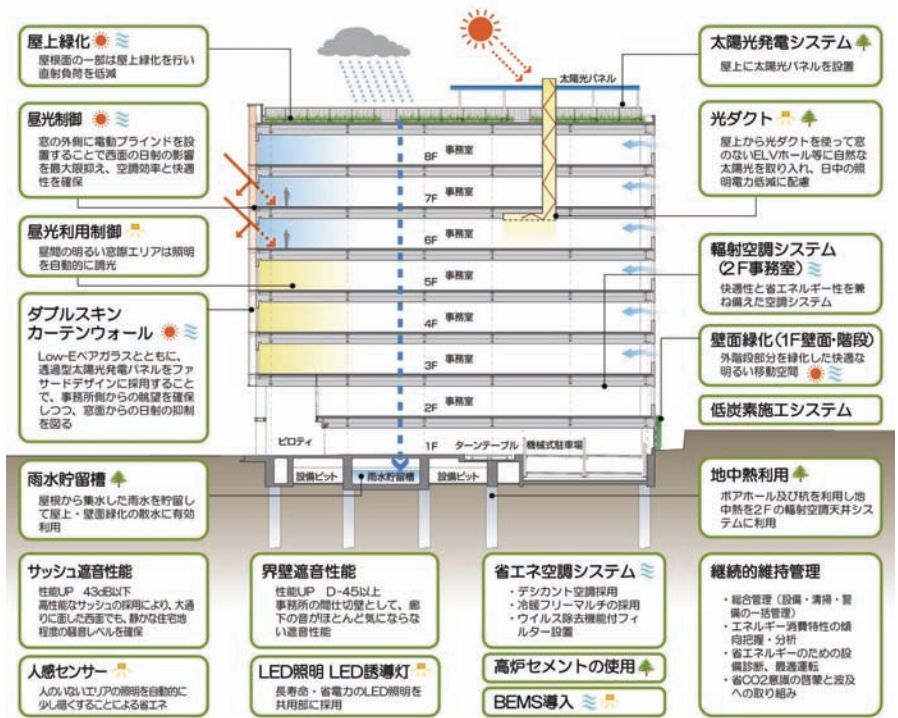 屋上緑化
屋根面の一部は屋上緑化を行い
直射負荷を低減
昼光制御
窓の外側に電動ブラインドを設
置することで西面の日射の影響
を最大限抑え、空調効率と快適
性を確保
昼光利用制御
昼間の明るい窓際エリアは照明
を自動的に調光
ダブルスキン
カーテンウォール
Low-Eペアガラスとともに、
透過型太陽光発電パネルをファ
サードデザインに採用すること
で、事務所側からの眺望を確保
しつつ、窓面からの日射の抑制
を図る
雨水貯留槽
屋根から集水した雨水を貯留し
て屋上・壁面緑化の散水に有効
利用
太陽光パネル
8F 事務室
7F 事務室
6F 事務室
5F 事務室
4F 事務室
3F 事務室
2F 事務室
ピロティ
1F
ターンテーブル
機械式駐車場
設備ピット
雨水貯留槽
設備ピット
太陽光発電システム
屋上に太陽光パネルを設置
光ダクト
屋上から光ダクトを使って窓
のないELVホール等に自然な
太陽光を取り入れ、日中の照
明電力低減に配慮
輻射空調システム
(2F事務室)
快適性と省エネルギー性を兼
ね備えた空調システム
壁面緑化(1F壁面・階段)
外階段部分を緑化した快適な
明るい移動空間
低炭素施工システム
地中熱利用
ボアホール及び杭を利用し地
中熱を2Fの輻射空調天井シス
テムに利用
サッシュ遮音性能
性能UP 43dB以下
高性能なサッシュの採用により、大通
りに面した西面でも、静かな住宅地
程度の騒音レベルを確保
人感センサー
人のいないエリアの照明を自動的に
少し暗くすることによる省エネ
界壁遮音性能
性能UP D-45以上
事務所の間仕切壁として、廊
下の音がほとんど気にならな
い遮音性能
LED照明 LED誘導灯
長寿命・省電力のLED照明を
共用部に採用
省エネ空調システム
・デシカント空調採用
・冷暖フリーマルチの採用
・ウイルス除去機能付フィ
ルター設置
高炉セメントの使用
BEMS導入
継続的維持管理
・総合管理(設備・清掃・警
備の一括管理)
・エネルギー消費特性の傾
向把握・分析
・省エネルギーのための設
備診断、最適運転
・省CO2意識の啓蒙と波及
への取り組み